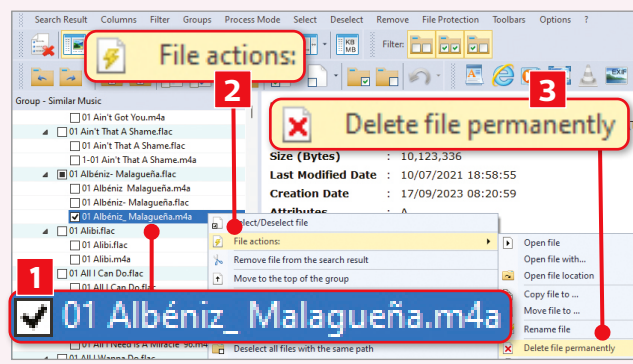 Search Result Columns Filter Groups Process Mode Select Deselect Remove File Protection Toolbars Options ?
KB
MB
Filter:
EXIF
File actions:
2
3
Delete file permanently
Group - Similar Music
01 Ain't Got You.m4a
01 Ain't That A Shame.flac
01 Ain't That A Shame.flac
1-01 Ain't That A Shame.m4a
01 Albéniz- Malagueña.flac
01 Albéniz Malagueña.m4a
01 Albéniz- Malagueña.flac
01 Albéniz_ Malagueña.m4a
01 Alibi.flac
01 Alibi.flac
01 Alibi.m4a
01 All I Can Do.flac
01 All I Can Do.flac
Size (Bytes) : 10,123,336
Last Modified Date : 10/07/2021 18:58:55
Creation Date : 17/09/2023 08:20:59
Attributes : A
Select/Deselect file
File actions:
Remove file from the search result
Move to the top of the group
Open file
Open file with...
Open file location
Copy file to ...
Move file to ...
Rename file
Delete file permanently
1
01 Albéniz_ Malagueña.m4a
01 All I Need Is A Miracle '96.m4a
Deselect all files with the same path
01 All I Wanna Do.flac